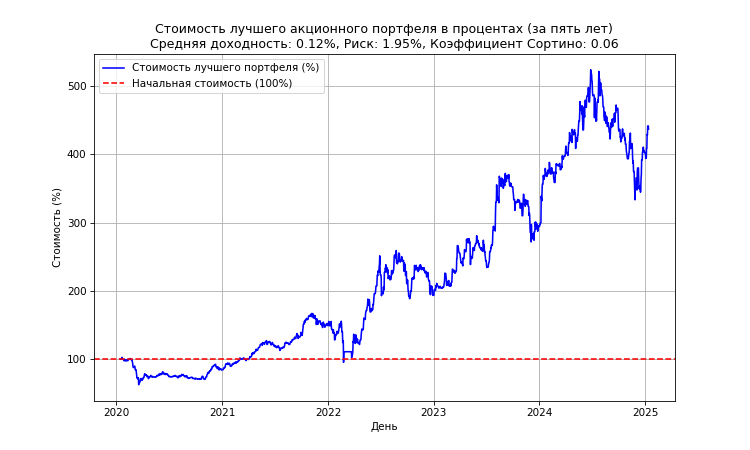 Стоимость лучшего акционного портфеля в процентах (за пять лет)
Средняя доходность: 0.12%, Риск: 1.95%, Коэффициент Сортино: 0.06
Стоимость лучшего портфеля (%)
Начальная стоимость (100%)
Стоимость (%)
500
400
300
200
100
2020 2021 2022 2023 2024 2025
День